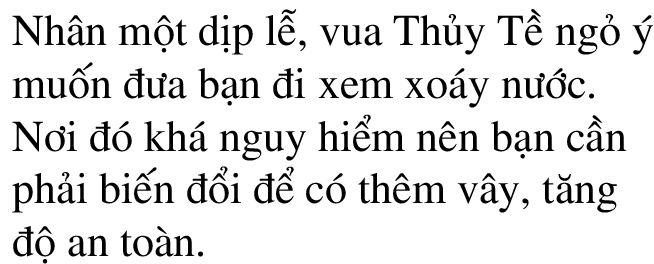 Nhân một dịp lễ, vua Thủy Tề ngỏ ý
muốn đưa bạn đi xem xoáy nước.
Nơi đó khá nguy hiểm nên bạn cần
phải biến đổi để có thêm vây, tăng
độ an toàn.